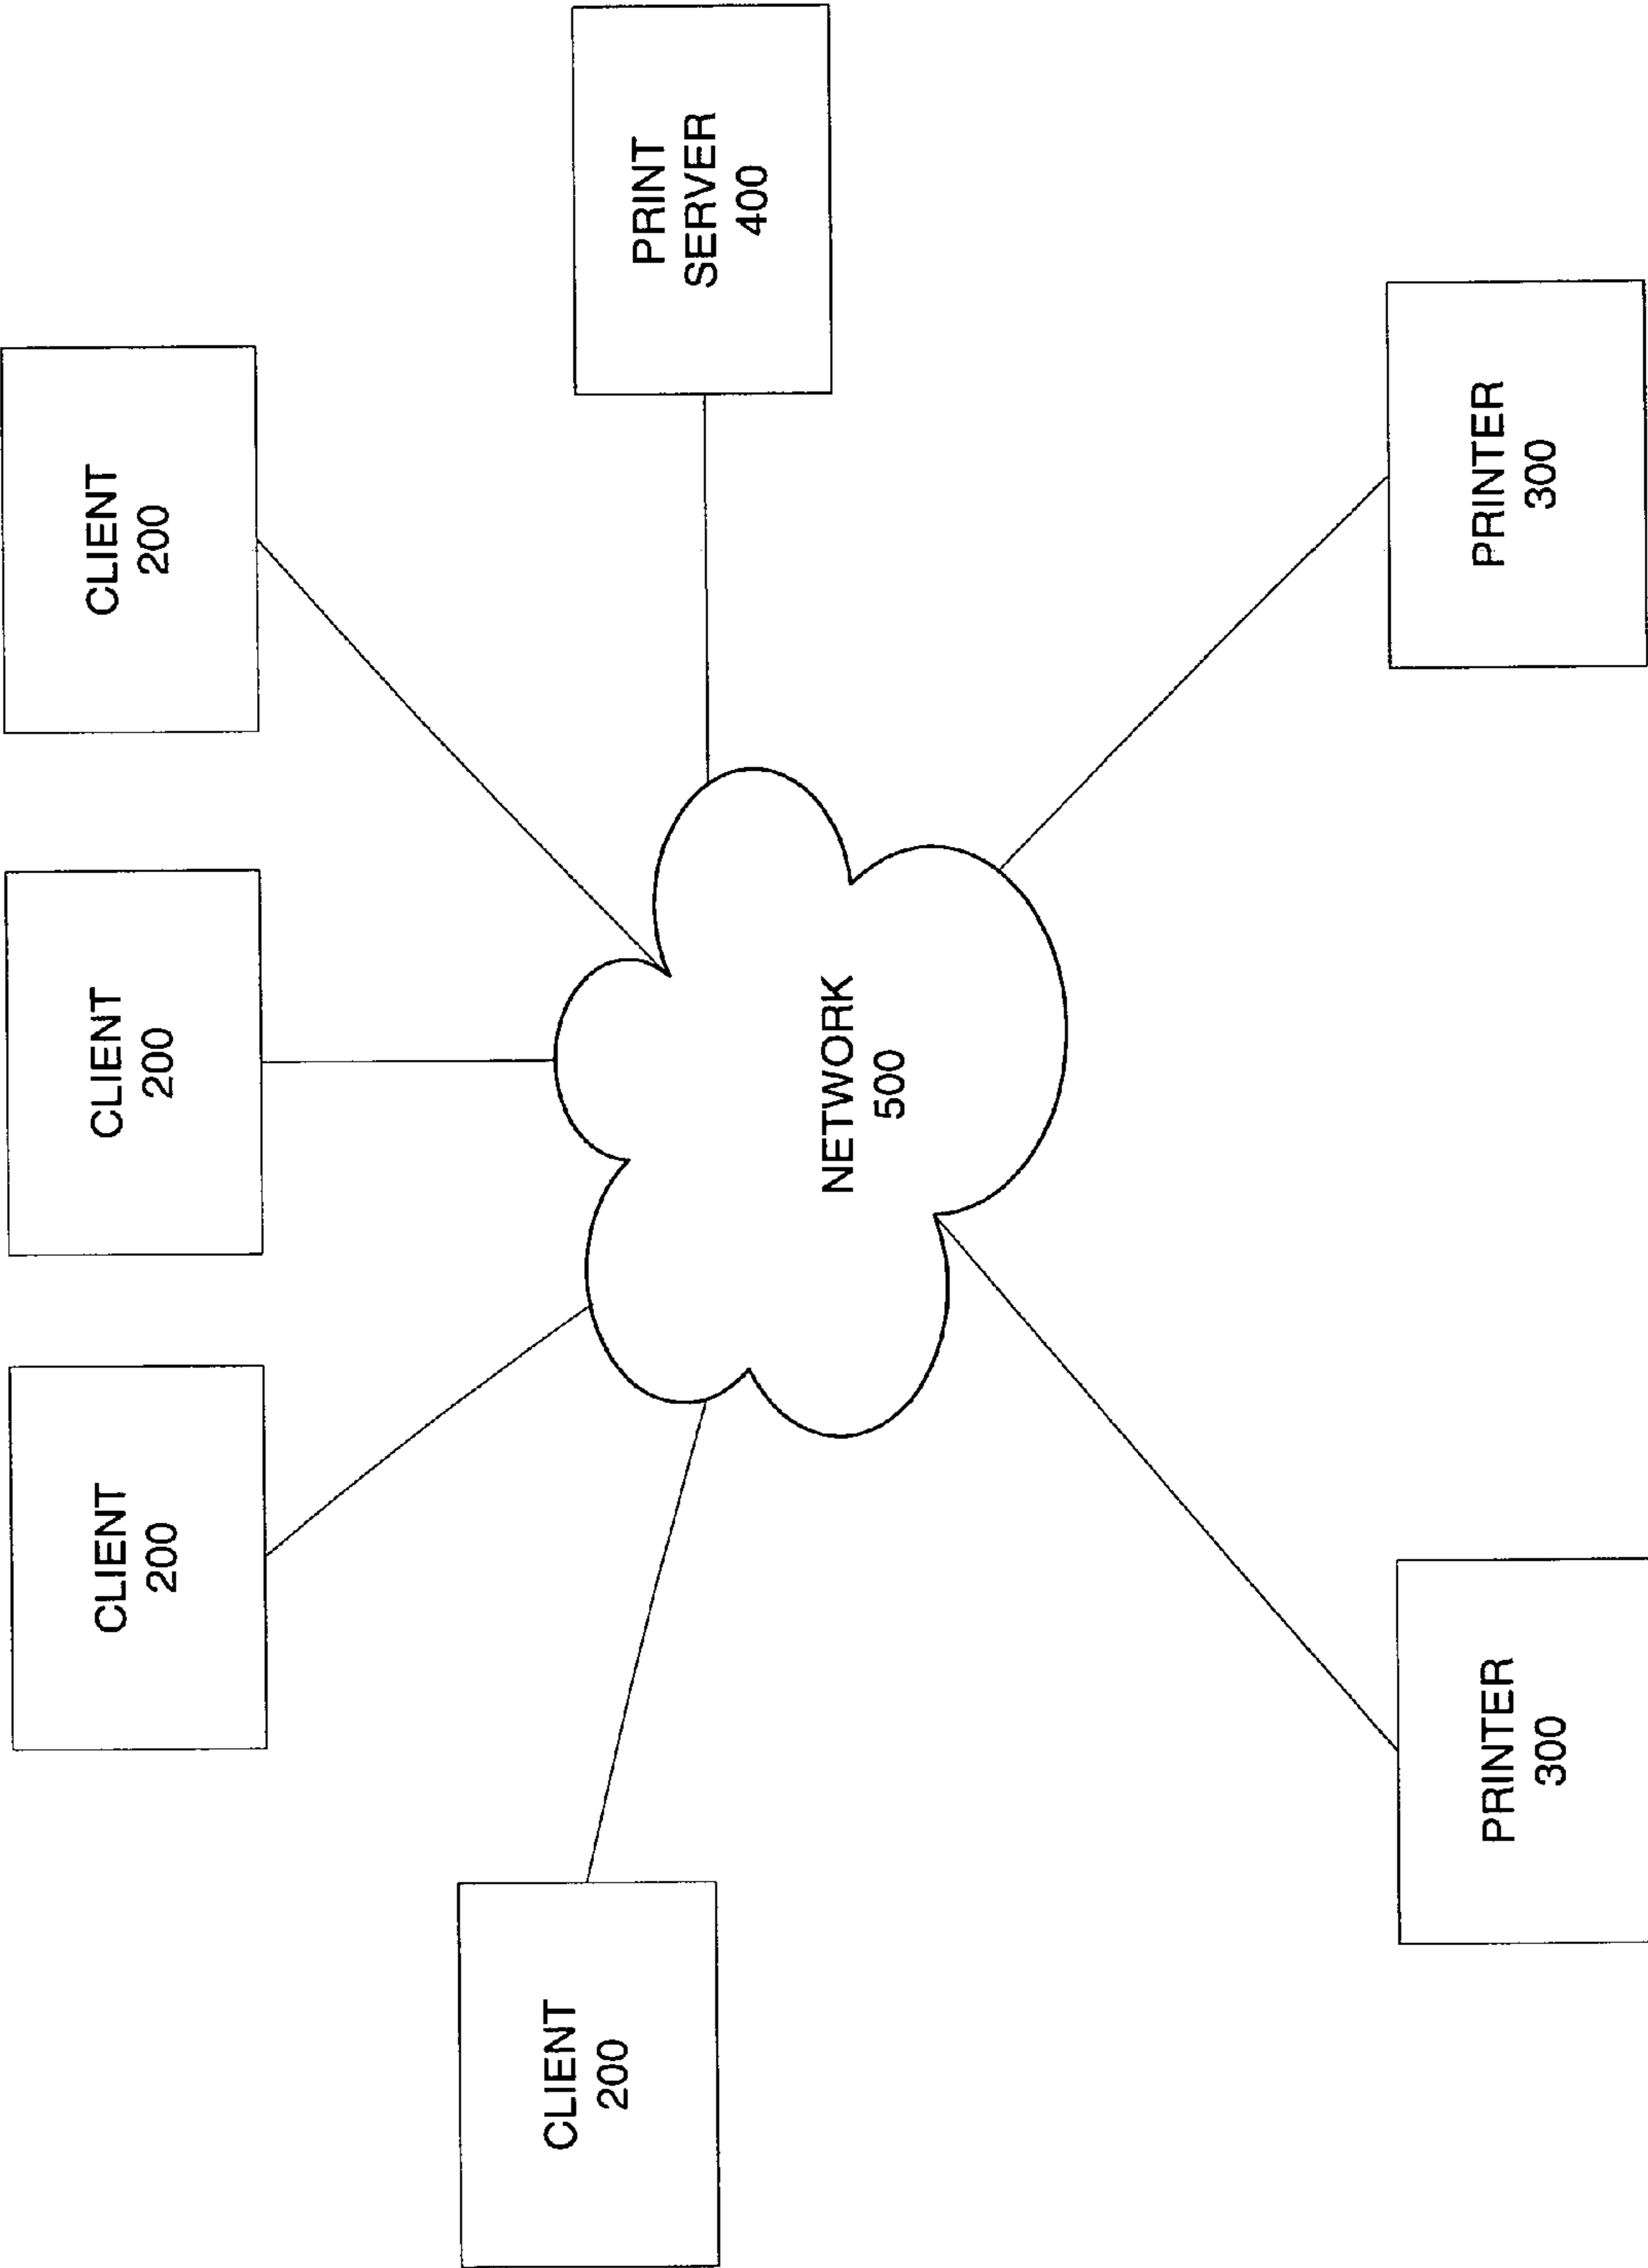 CLIENT
200
CLIENT
200
CLIENT
200
CLIENT
200
PRINT
SERVER
400
NETWORK
500
PRINTER
300
PRINTER
300